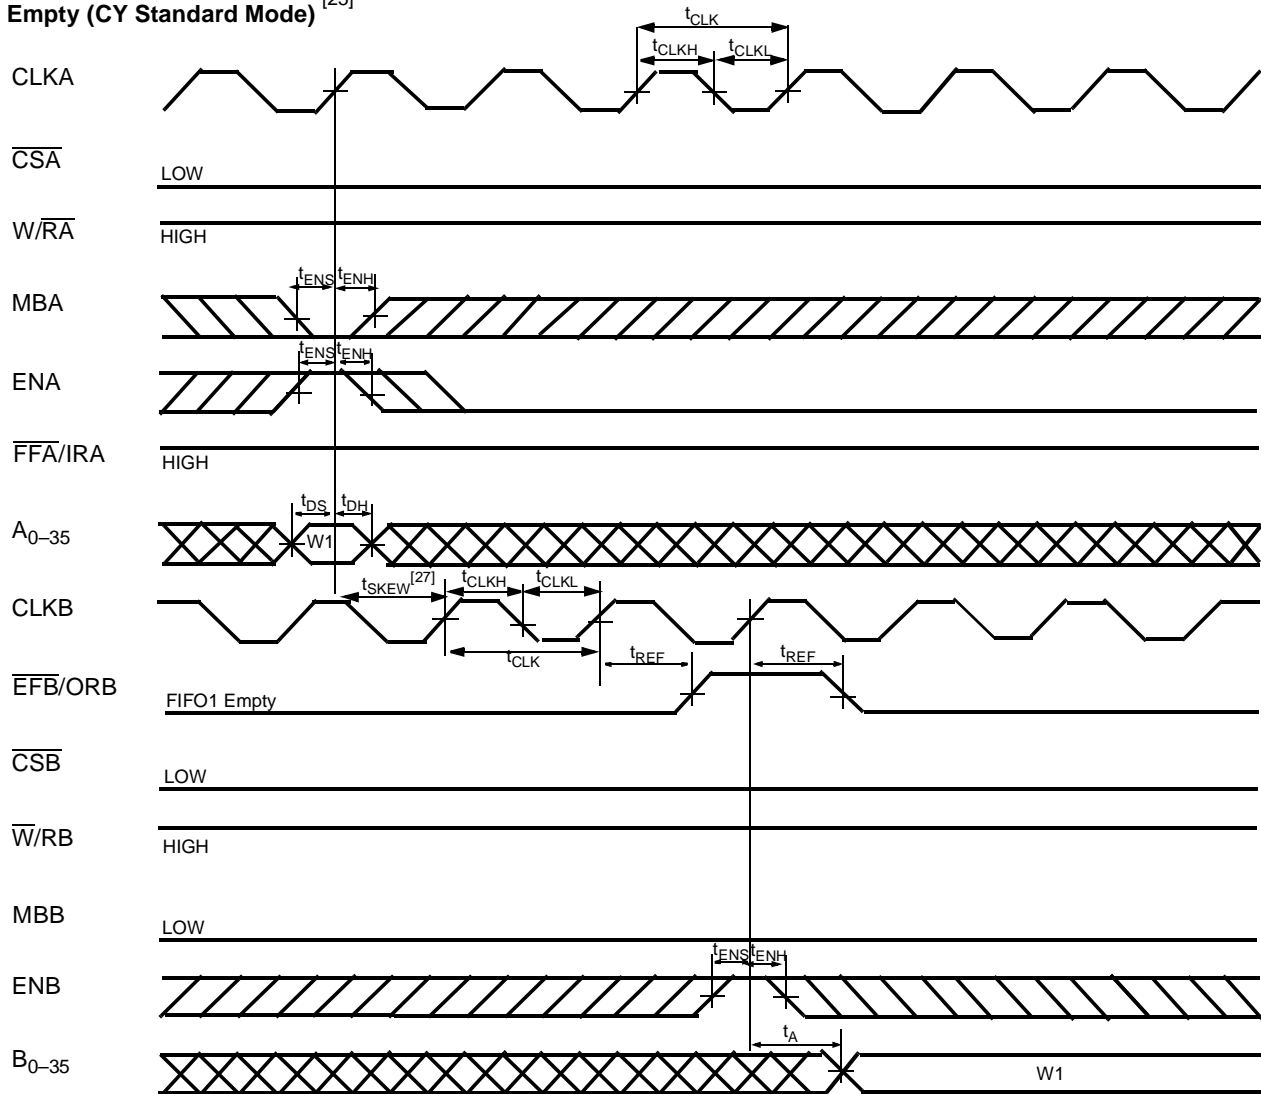 Empty (CY Standard Mode) [25]
tCLK
tCLKH tCLKL
CLKA
CSA
LOW
W/RA
HIGH
tENS tENH
MBA
tENS tENH
ENA
FFA/IRA
HIGH
tDS tDH
A0–35
W1
tSKEW[27] tCLKH tCLKL
CLKB
tCLK tREF tREF
EFB/ORB
FIFO1 Empty
CSB
LOW
W/RB
HIGH
MBB
LOW
tENS tENH
ENB
tA
B0–35
W1